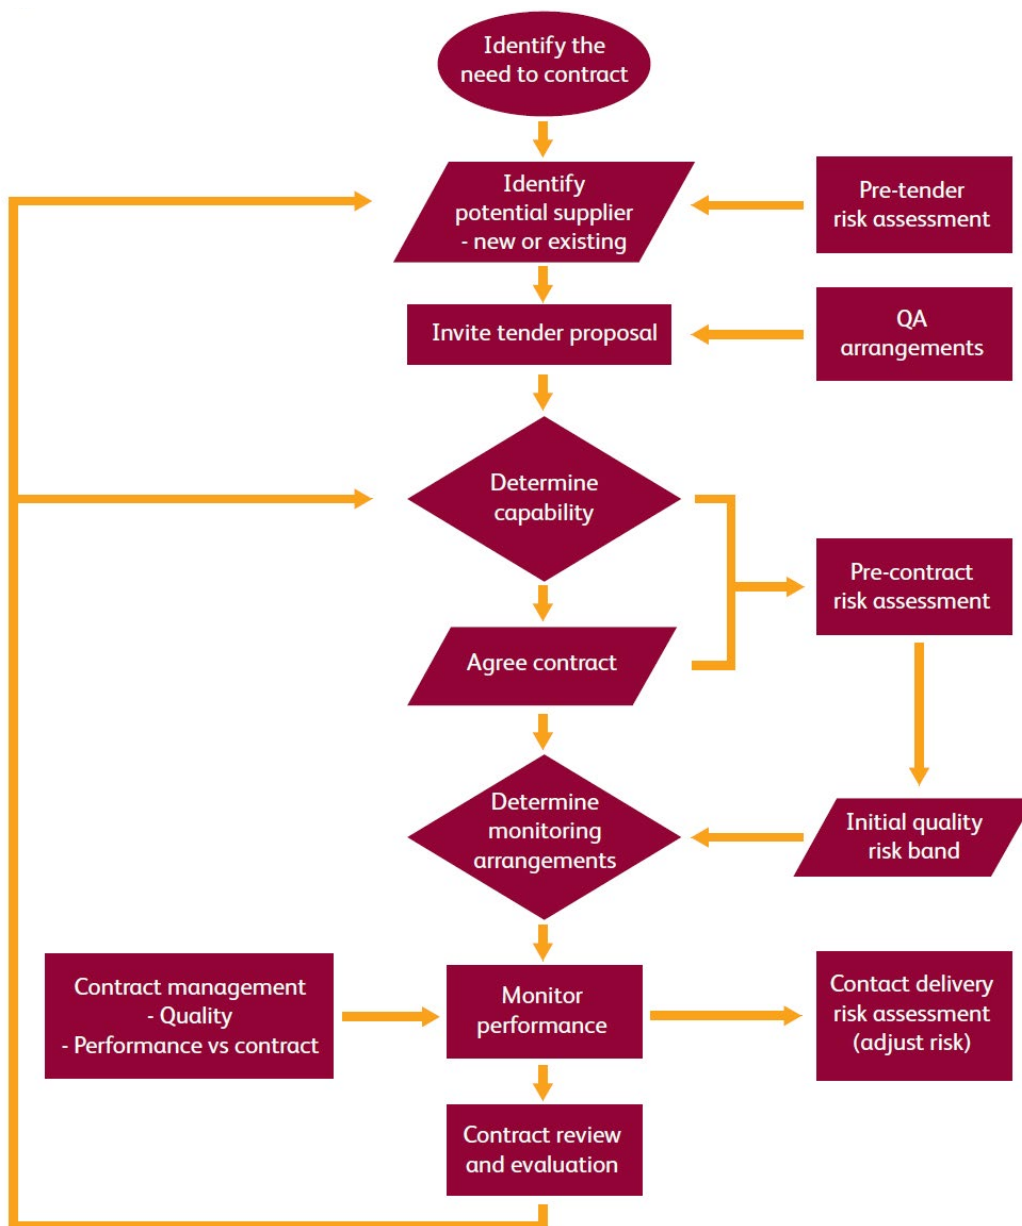 Identify the
need to contract
Identify
potential supplier
- new or existing
Pre-tender
risk assessment
Invite tender proposal
QA
arrangements
Determine
capability
Pre-contract
risk assessment
Agree contract
Determine
monitoring
arrangements
Initial quality
risk band
Contract management
- Quality
- Performance vs contract
Monitor
performance
Contact delivery
risk assessment
(adjust risk)
Contract review
and evaluation